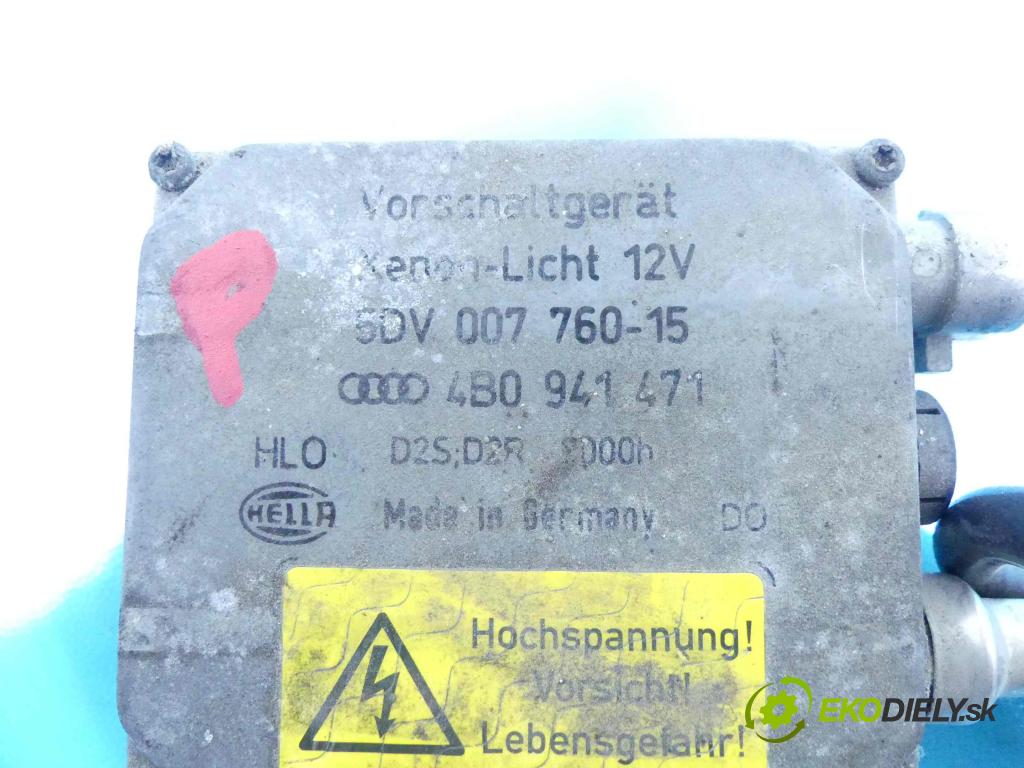 Vorschaltgerät
Xenon-Licht 12V
5DV 007 760-15
4B0 941 471
HLO D2S;D2R
HELLA Made in Germany DO
P
Hochspannung!
Vorsicht!
Lebensgefahr!
EKODIELY.sk